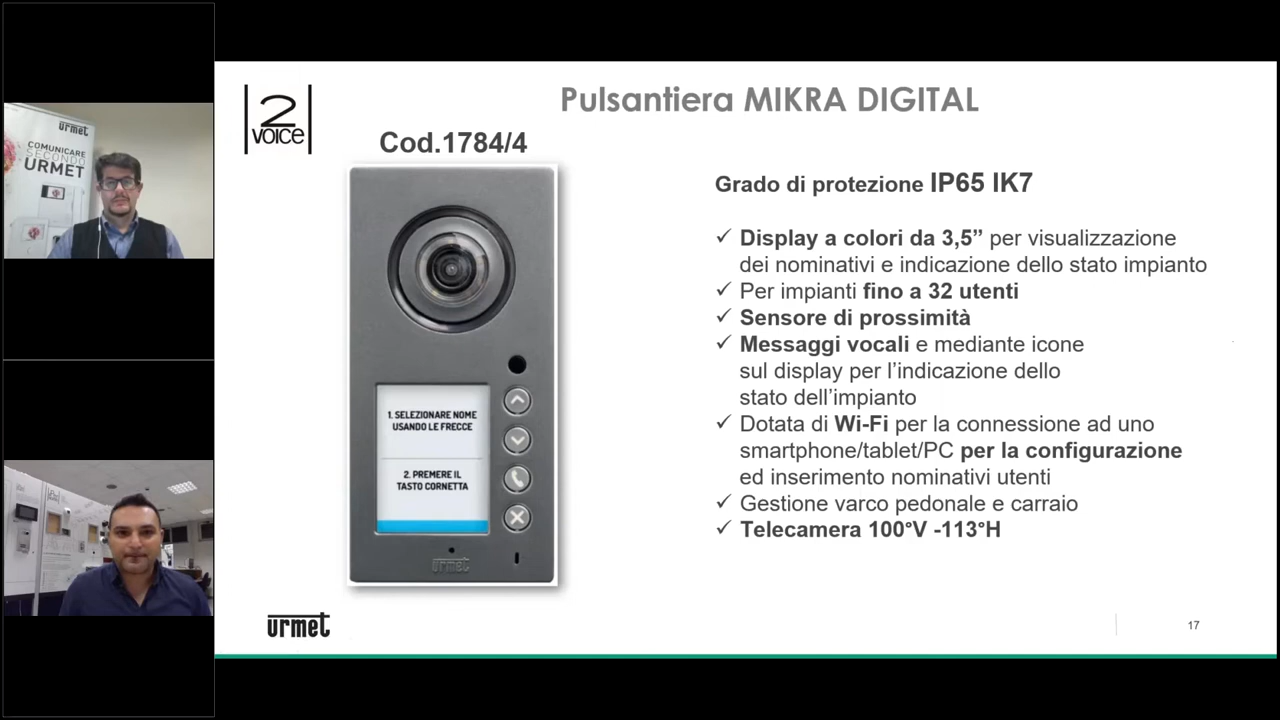 urmet
COMUNICARE
SECONDO
URMET
2
VOICE
Pulsantiera MIKRA DIGITAL
Cod.1784/4
1. SELEZIONARE NOME
USANDO LE FRECCE
2. PREMERE IL
TASTO CORNETTA
urmet
Grado di protezione IP65 IK7
✓ Display a colori da 3,5” per visualizzazione
dei nominativi e indicazione dello stato impianto
✓ Per impianti fino a 32 utenti
✓ Sensore di prossimità
✓ Messaggi vocali e mediante icone
sul display per l’indicazione dello
stato dell’impianto
✓ Dotata di Wi-Fi per la connessione ad uno
smartphone/tablet/PC per la configurazione
ed inserimento nominativi utenti
✓ Gestione varco pedonale e carraio
✓ Telecamera 100°V -113°H
urmet
17